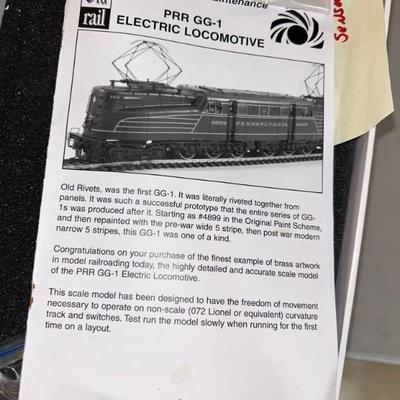 rail
PRR GG-1
ELECTRIC LOCOMOTIVE
4899 PENNSYLVANIA
Old Rivets, was the first GG-1. It was literally riveted together from
panels. It was such a successful prototype that the entire series of GG-
1s was produced after it. Starting as #4899 in the Original Paint Scheme,
and then repainted with the pre-war wide 5 stripe, then post war modern
narrow 5 stripes, this GG-1 was one of a kind.
Congratulations on your purchase of the finest example of brass artwork
in model railroading today, the highly detailed and accurate scale model
of the PRR GG-1 Electric Locomotive.
This scale model has been designed to have the freedom of movement
necessary to operate on non-scale (072 Lionel or equivalent) curvature
track and switches. Test run the model slowly when running for the first
time on a layout.